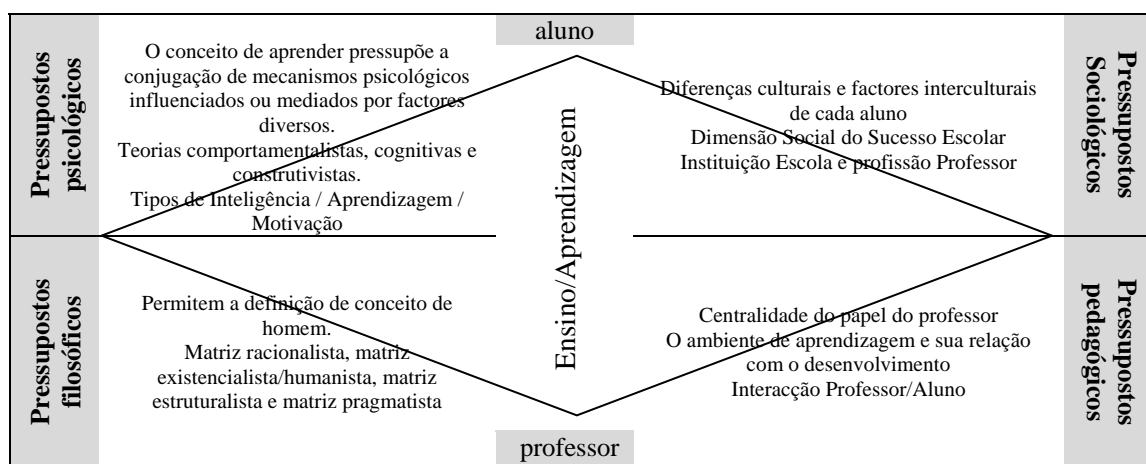 aluno
Pressupostos
psicológicos
O conceito de aprender pressupõe a
conjugação de mecanismos psicológicos
influenciados ou mediados por factores
diversos.
Teorias comportamentalistas, cognitivas e
construtivistas.
Tipos de Inteligência / Aprendizagem /
Motivação
Ensino/Aprendizagem
Diferenças culturais e factores interculturais
de cada aluno
Dimensão Social do Sucesso Escolar
Instituição Escola e profissão Professor
Pressupostos
Sociológicos
Pressupostos
filosóficos
Permitem a definição de conceito de
homem.
Matriz racionalista, matriz
existencialista/humanista, matriz
estruturalista e matriz pragmatista
Centralidade do papel do professor
O ambiente de aprendizagem e sua relação
com o desenvolvimento
Interacção Professor/Aluno
Pressupostos
pedagógicos
professor